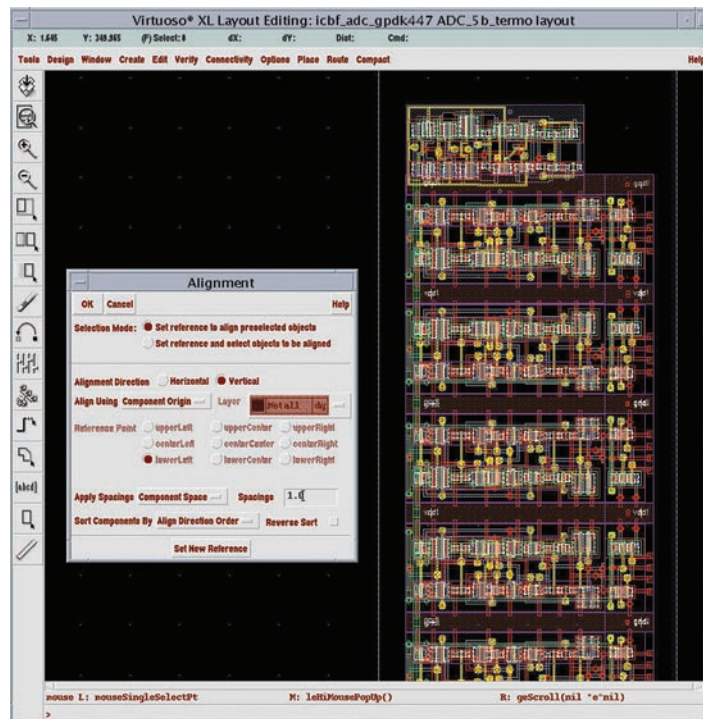 Virtuoso® XL Layout Editing: icbf_adc_gpdk447 ADC_5b_termo layout
X: 1.645 Y: 349.965 (F) Select: 0 dX: dY: Dist: Cmd:
Tools Design Window Create Edit Verify Connectivity Options Place Route Compact Help
[abcd]
Alignment
OK Cancel Help
Selection Mode: Set reference to align preselected objects
Set reference and select objects to be aligned
Alignment Direction Horizontal Vertical
Align Using Component Origin Layer Metal1 dg
Reference Point upperLeft upperCenter upperRight
centerLeft centerCenter centerRight
lowerLeft lowerCenter lowerRight
Apply Spacings Component Space Spacings 1.0
Sort Components By Align Direction Order Reverse Sort
Set New Reference
mouse L: mouseSingleSelectPt M: leHiMousePopUp() R: geScroll(nil "e" nil)
>